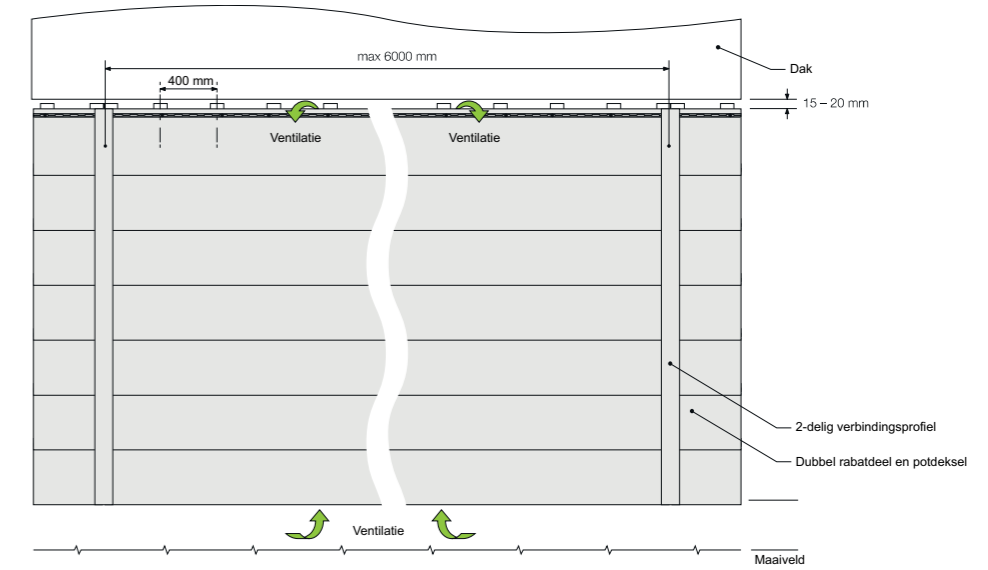 max 6000 mm
400 mm
Dak
15 – 20 mm
Ventilatie
Ventilatie
2-delig verbindingsprofiel
Dubbel rabatdeel en potdeksel
Ventilatie
Maaiveld